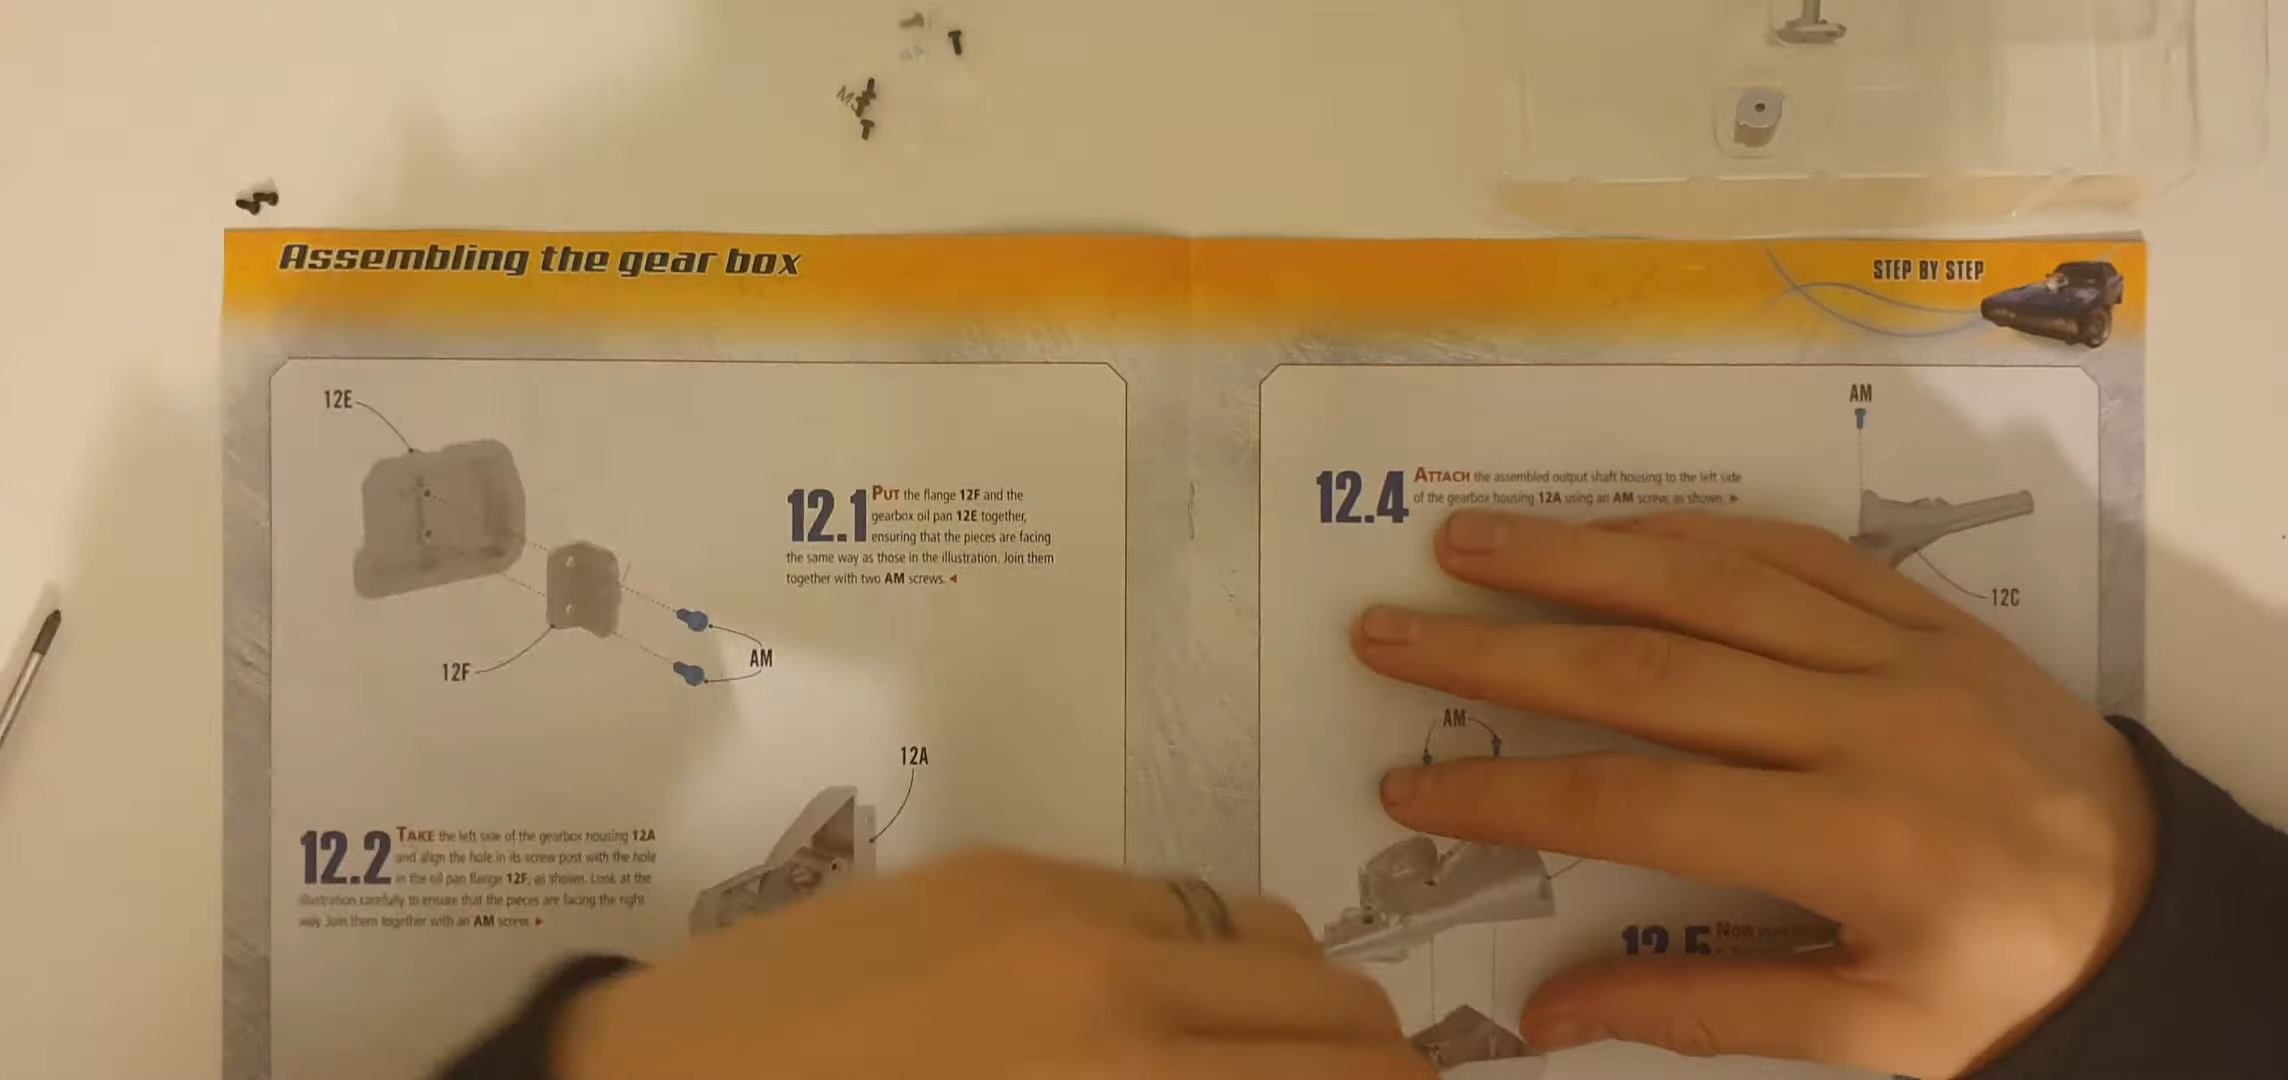 Assembling the gear box
STEP BY STEP
12E
12F
AM
12.1 PUT the flange 12F and the
gearbox oil pan 12E together,
ensuring that the pieces are facing
the same way as those in the illustration. Join them
together with two AM screws. ◄
12A
12.2 TAKE the left side of the gearbox housing 12A
and align the hole in its screw post with the hole
in the oil pan flange 12F, as shown. Look at the
illustration carefully to ensure that the pieces are facing the right
way. Join them together with an AM screw. ►
AM
12.4 ATTACH the assembled output shaft housing to the left side
of the gearbox housing 12A using an AM screw, as shown. ►
12C
AM
12.5 NOW